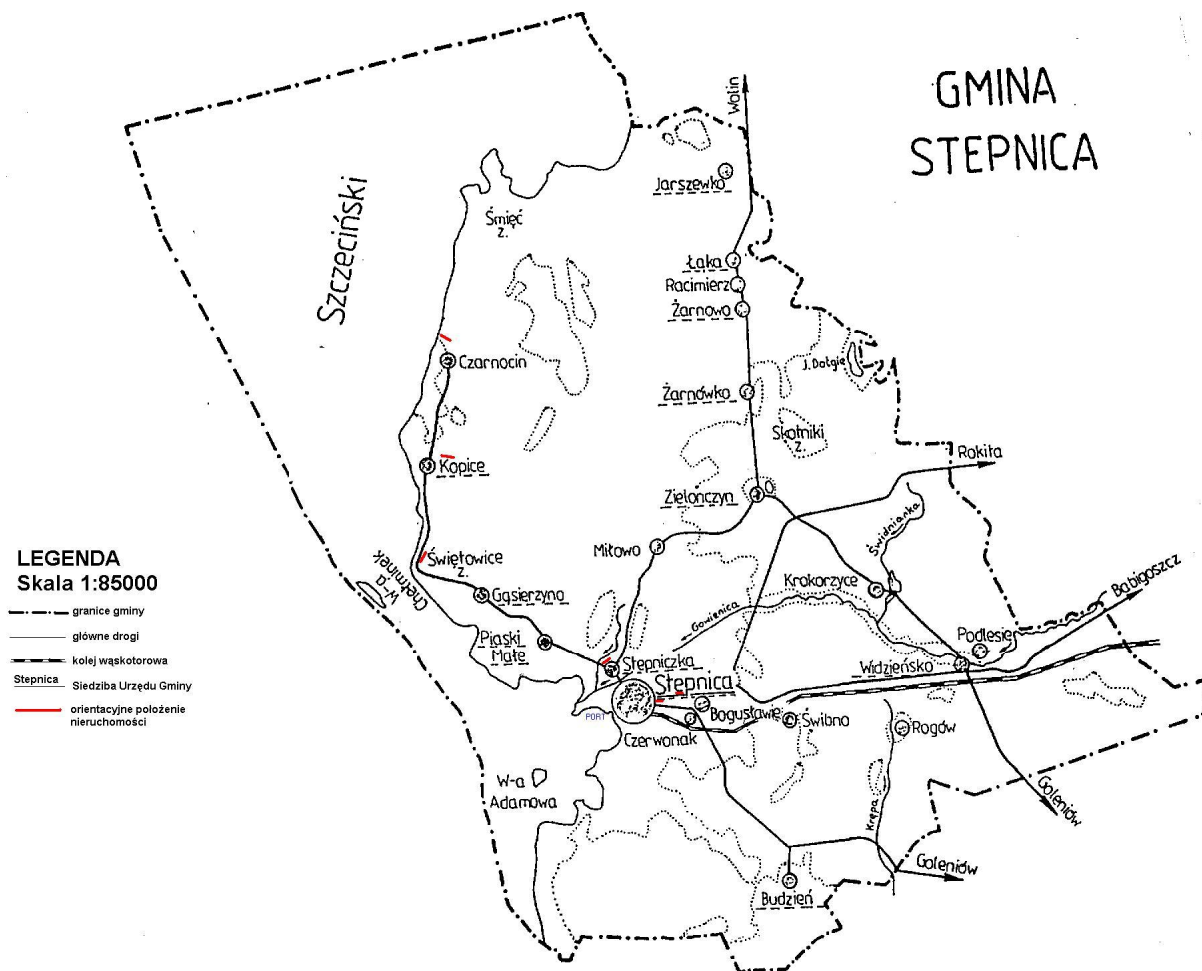 GMINA
STEPNICA
Wolin
Jarszewko
Śmięć
z.
Szczeciński
Łąka
Racimierz
Żarnowo
J. Dołgie
Czarnocin
Żarnówko
Skotniki
z.
Rokita
Kopice
Zielonczyn
Świdnianka
Miłowo
Świętowice
z.
W-a
Chełminek
Gąsierzyno
Krokorzyce
Babigoszcz
Gowienica
Piaski
Małe
Podlesie
Stepniczka
Widzieńsko
Stepnica
PORT
Bogusławie
Świbno
Rogów
Czerwonak
W-a
Adamowa
Krępa
Goleniów
Goleniów
Budzień
LEGENDA
Skala 1:85000
granice gminy
główne drogi
kolej wąskotorowa
Stepnica Siedziba Urzędu Gminy
orientacyjne położenie
nieruchomości